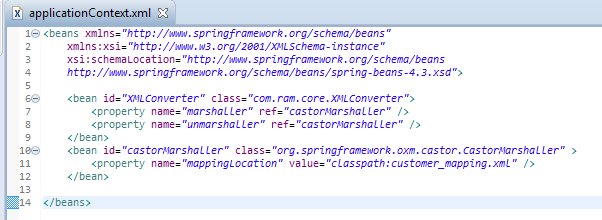 applicationContext.xml
1 <beans xmlns="http://www.springframework.org/schema/beans"
2 xmlns:xsi="http://www.w3.org/2001/XMLSchema-instance"
3 xsi:schemaLocation="http://www.springframework.org/schema/beans
4 http://www.springframework.org/schema/beans/spring-beans-4.3.xsd">
5
6 <bean id="XMLConverter" class="com.ram.core.XMLConverter">
7 <property name="marshaller" ref="castorMarshaller" />
8 <property name="unmarshaller" ref="castorMarshaller" />
9 </bean>
10 <bean id="castorMarshaller" class="org.springframework.oxm.castor.CastorMarshaller" >
11 <property name="mappingLocation" value="classpath:customer_mapping.xml" />
12 </bean>
13
14 </beans>